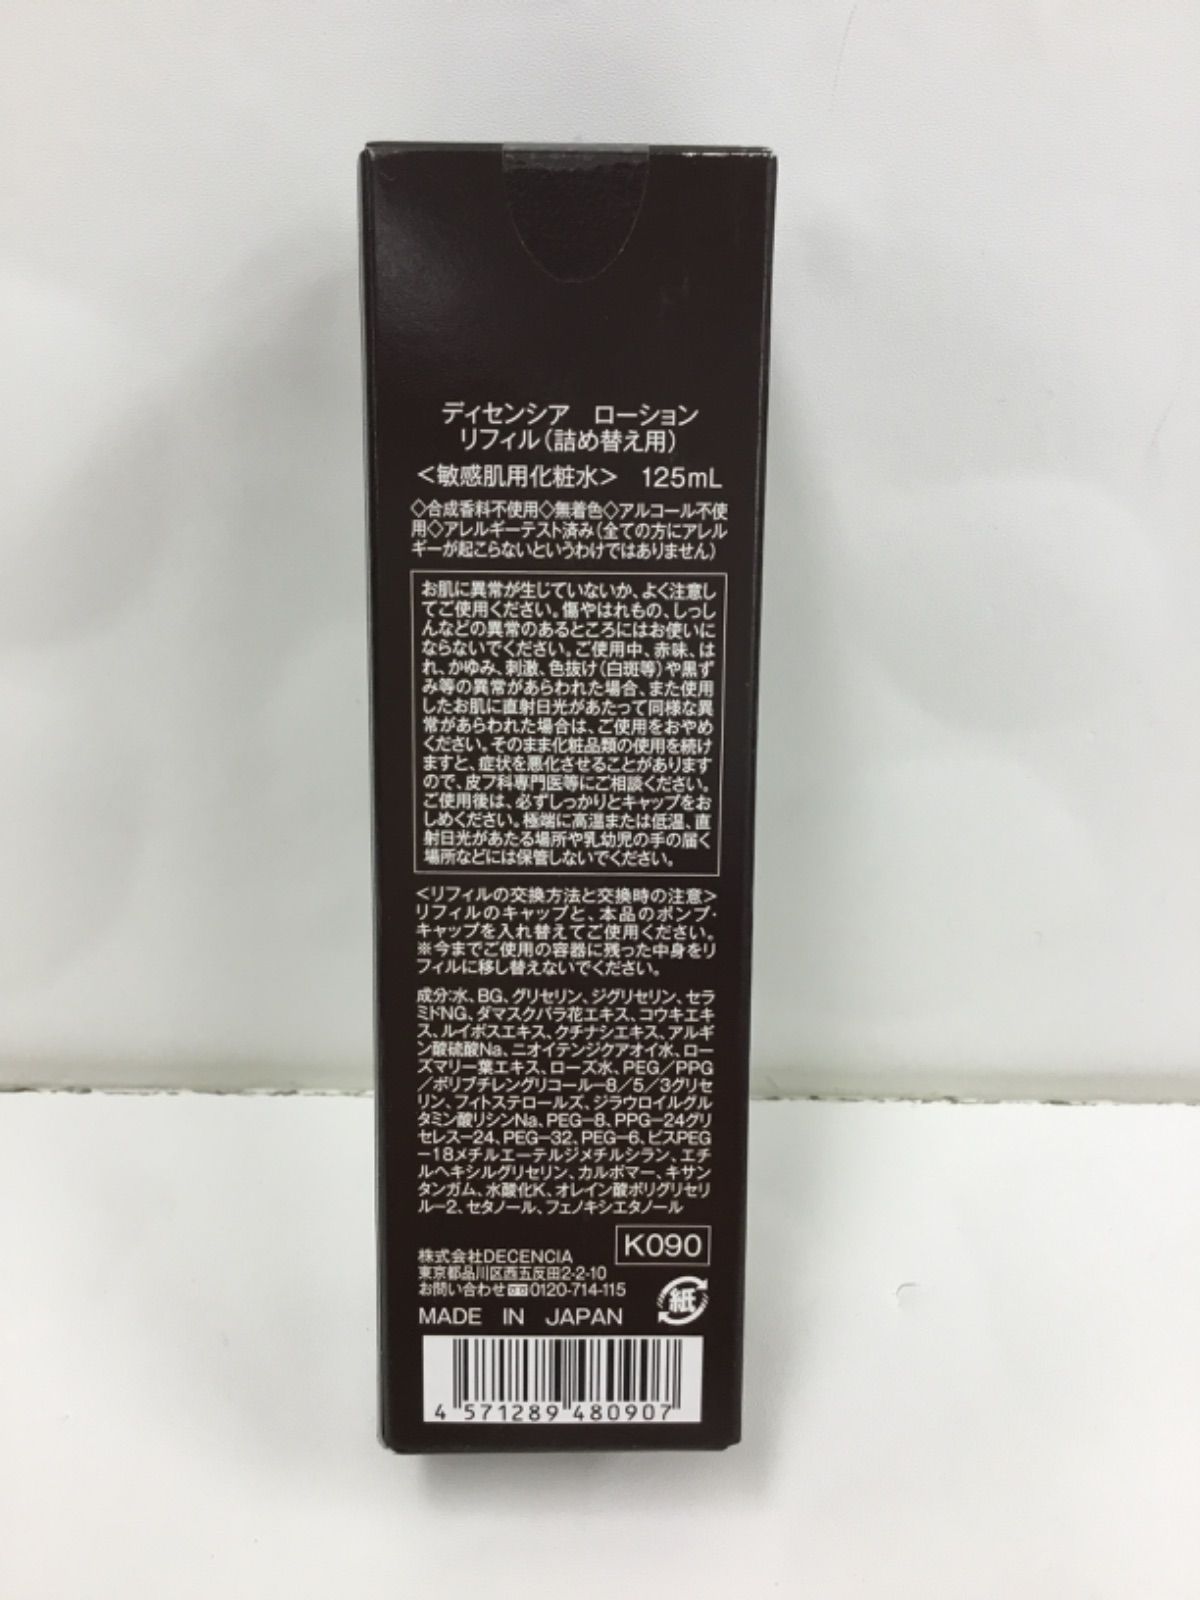 ディセンシア　ローション
リフィル（詰め替え用）
＜敏感肌用化粧水＞　125mL
◇合成香料不使用◇無着色◇アルコール不使
用◇アレルギーテスト済み（全ての方にアレル
ギーが起こらないというわけではありません）
お肌に異常が生じていないか、よく注意し
てご使用ください。傷やはれもの、しっし
んなどの異常のあるところにはお使いに
ならないでください。ご使用中、赤味、は
れ、かゆみ、刺激、色抜け（白斑等）や黒ず
み等の異常があらわれた場合、また使用
したお肌に直射日光があたって同様な異
常があらわれた場合は、ご使用をおやめ
ください。そのまま化粧品類の使用を続け
ますと、症状を悪化させることがあります
ので、皮フ科専門医等にご相談ください。
ご使用後は、必ずしっかりとキャップをお
しめください。極端に高温または低温、直
射日光があたる場所や乳幼児の手の届く
場所などには保管しないでください。
＜リフィルの交換方法と交換時の注意＞
リフィルのキャップと、本品のポンプ・
キャップを入れ替えてご使用ください。
※今までご使用の容器に残った中身をリ
フィルに移し替えないでください。
成分：水、BG、グリセリン、ジグリセリン、セラ
ミドNG、ダマスクバラ花エキス、コウキエキ
ス、ルイボスエキス、クチナシエキス、アルギ
ン酸硫酸Na、ニオイテンジクアオイ水、ロー
ズマリー葉エキス、ローズ水、PEG／PPG
／ポリブチレングリコール−8／5／3グリセ
リン、フィトステロールズ、ジラウロイルグル
タミン酸リシンNa、PEG−8、PPG−24グリ
セレス−24、PEG−32、PEG−6、ビスPEG
−18メチルエーテルジメチルシラン、エチ
ルヘキシルグリセリン、カルボマー、キサン
タンガム、水酸化K、オレイン酸ポリグリセリ
ル−2、セタノール、フェノキシエタノール
K090
株式会社DECENCIA
東京都品川区西五反田2-2-10
お問い合わせ 0120-714-115
紙
MADE IN JAPAN
4 571289 480907